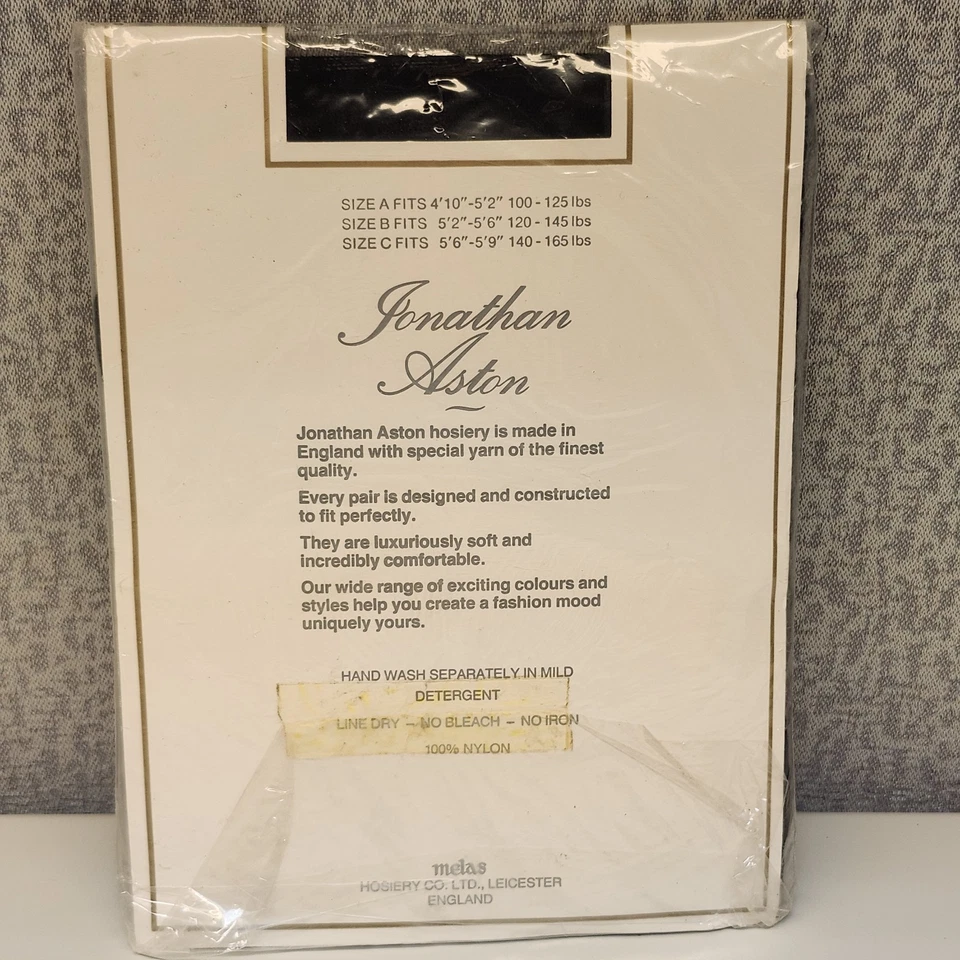 SIZE A FITS 4'10"-5'2" 100 - 125 lbs
SIZE B FITS 5'2"-5'6" 120 - 145 lbs
SIZE C FITS 5'6"-5'9" 140 - 165 lbs
Jonathan
Aston
Jonathan Aston hosiery is made in
England with special yarn of the finest
quality.
Every pair is designed and constructed
to fit perfectly.
They are luxuriously soft and
incredibly comfortable.
Our wide range of exciting colours and
styles help you create a fashion mood
uniquely yours.
HAND WASH SEPARATELY IN MILD
DETERGENT
LINE DRY – NO BLEACH – NO IRON
100% NYLON
melas
HOSIERY CO. LTD., LEICESTER
ENGLAND